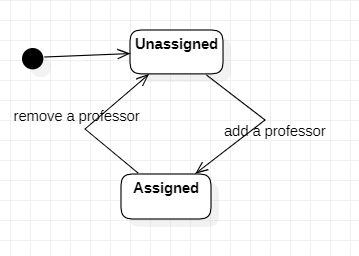 Unassigned
remove a professor
add a professor
Assigned